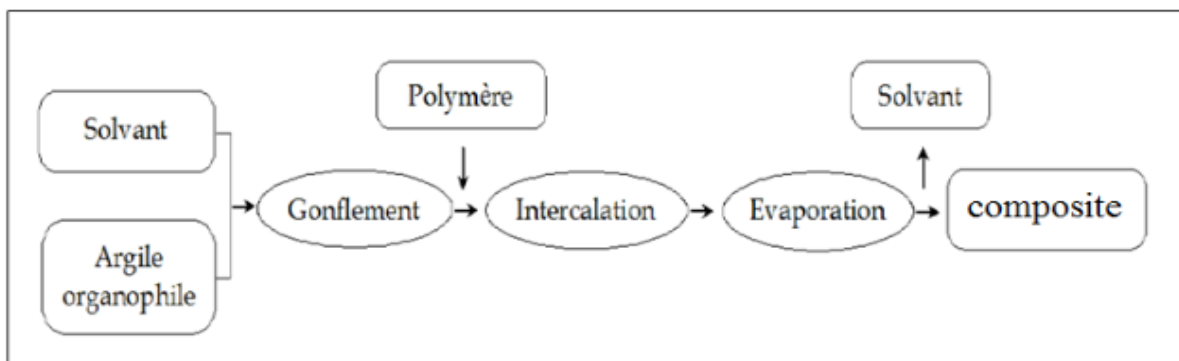 Polymère
Solvant
Solvant
Gonflement
Intercalation
Evaporation
composite
Argile
organophile